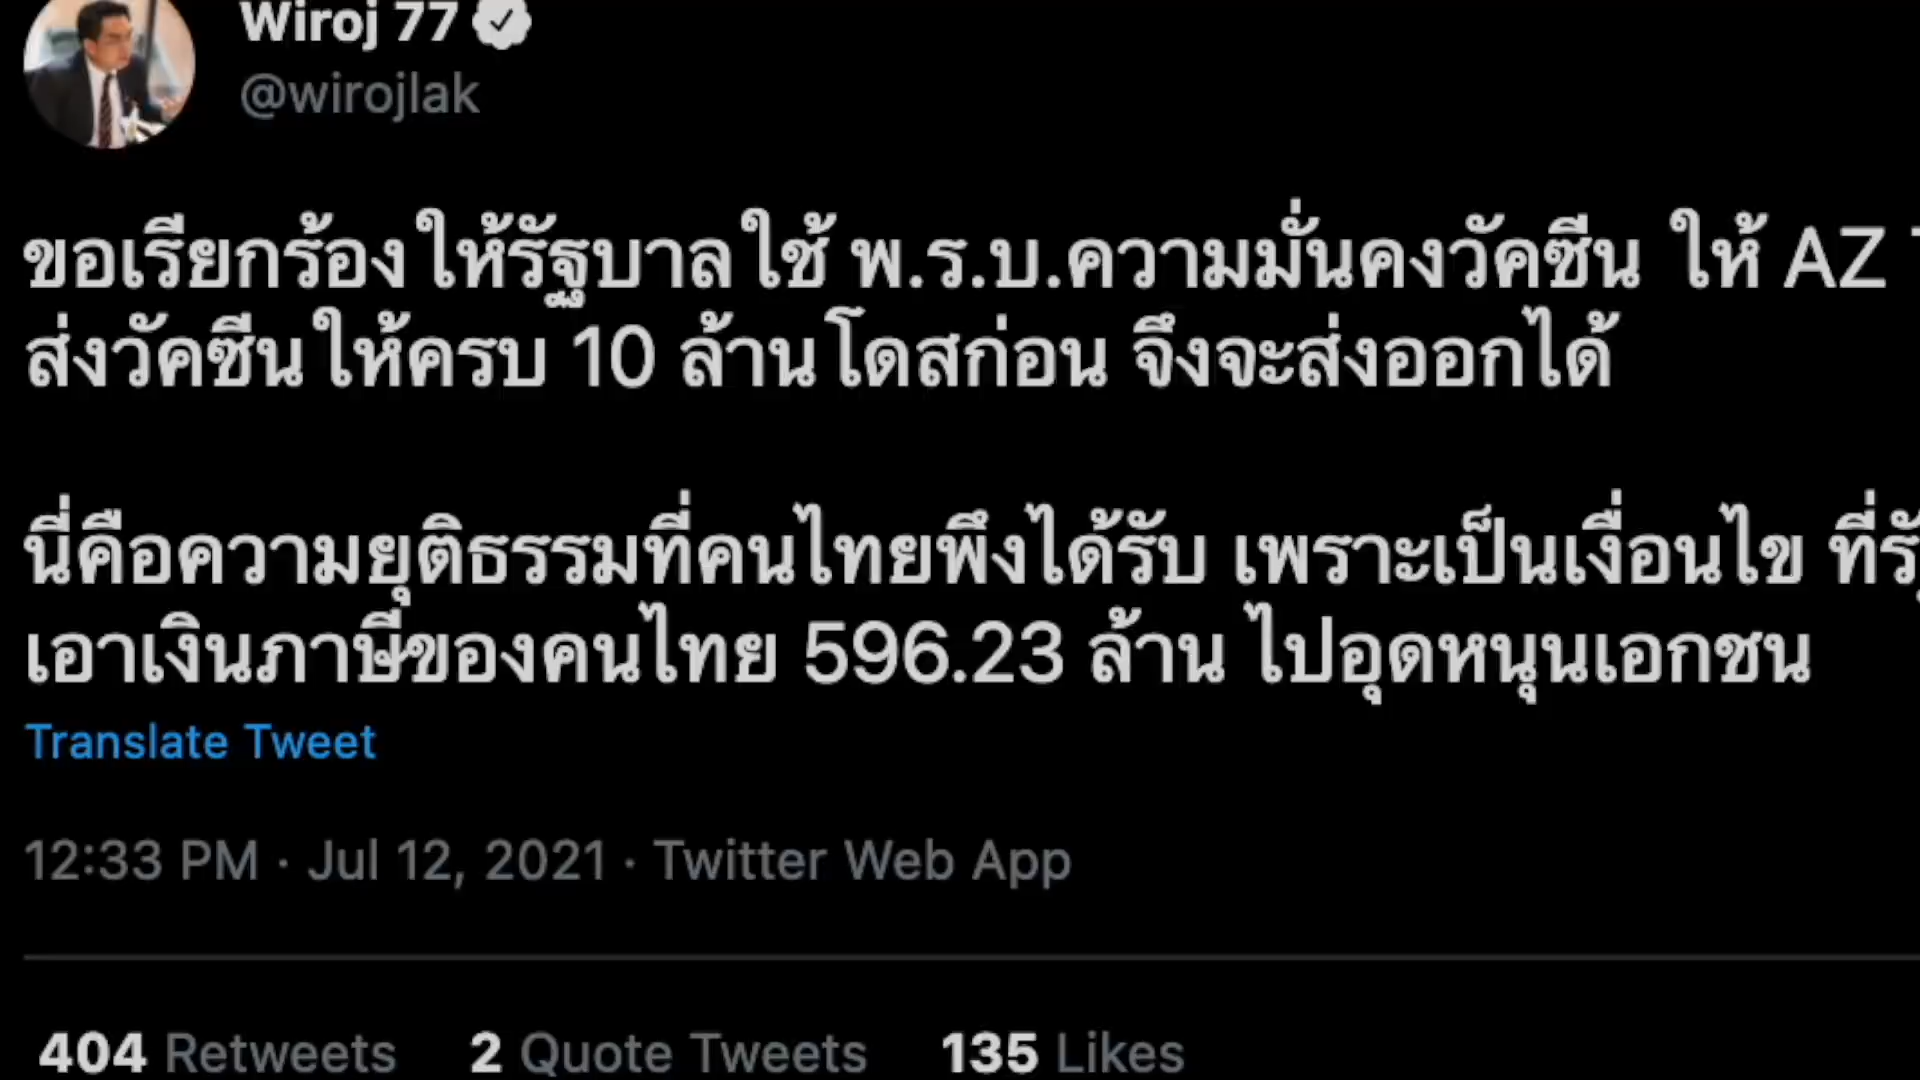 Wiroj 77
@wirojlak
ขอเรียกร้องให้รัฐบาลใช้ พ.ร.บ.ความมั่นคงวัคซีน ให้ AZ
ส่งวัคซีนให้ครบ 10 ล้านโดสก่อน จึงจะส่งออกได้
นี่คือความยุติธรรมที่คนไทยพึงได้รับ เพราะเป็นเงื่อนไข ที่
เอาเงินภาษีของคนไทย 596.23 ล้าน ไปอุดหนุนเอกชน
Translate Tweet
12:33 PM · Jul 12, 2021 · Twitter Web App
404 Retweets 2 Quote Tweets 135 Likes